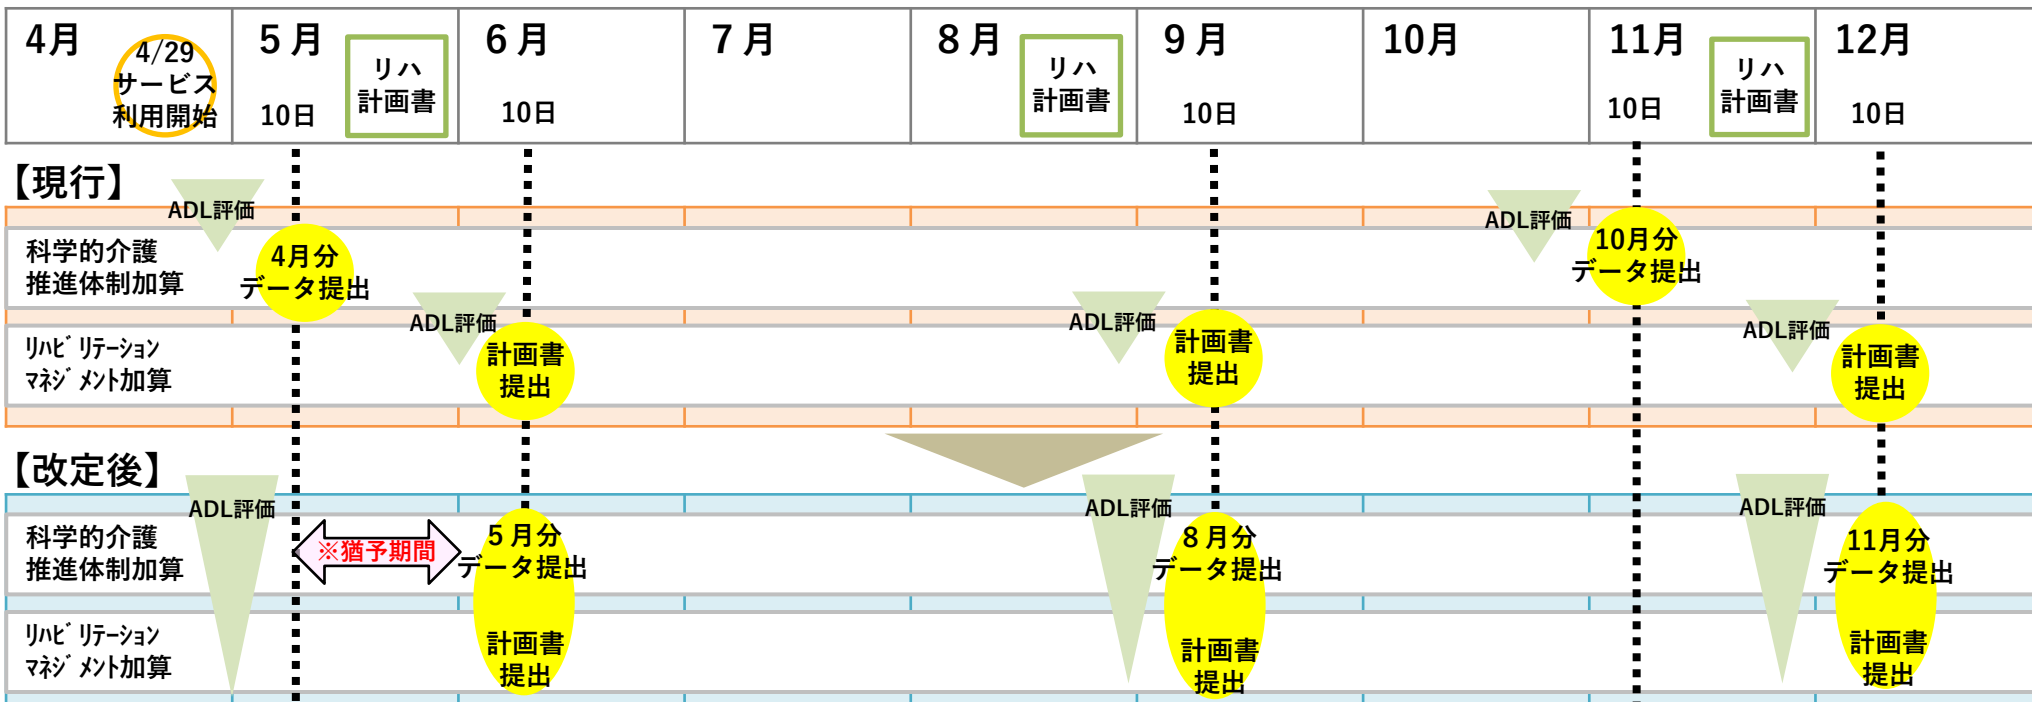 4月
4/29
サービス
利用開始
５月
10日
リハ
計画書
６月
10日
７月
８月
リハ
計画書
９月
10日
10月
11月
10日
リハ
計画書
12月
10日
【現行】
ADL評価
ADL評価
科学的介護
推進体制加算
4月分
データ提出
10月分
データ提出
ADL評価
ADL評価
ADL評価
ﾘﾊﾋﾞﾘﾃｰｼｮﾝ
ﾏﾈｼﾞﾒﾝﾄ加算
計画書
提出
計画書
提出
計画書
提出
【改定後】
ADL評価
ADL評価
ADL評価
科学的介護
推進体制加算
※猶予期間
５月分
データ提出
８月分
データ提出
11月分
データ提出
ﾘﾊﾋﾞﾘﾃｰｼｮﾝ
ﾏﾈｼﾞﾒﾝﾄ加算
計画書
提出
計画書
提出
計画書
提出